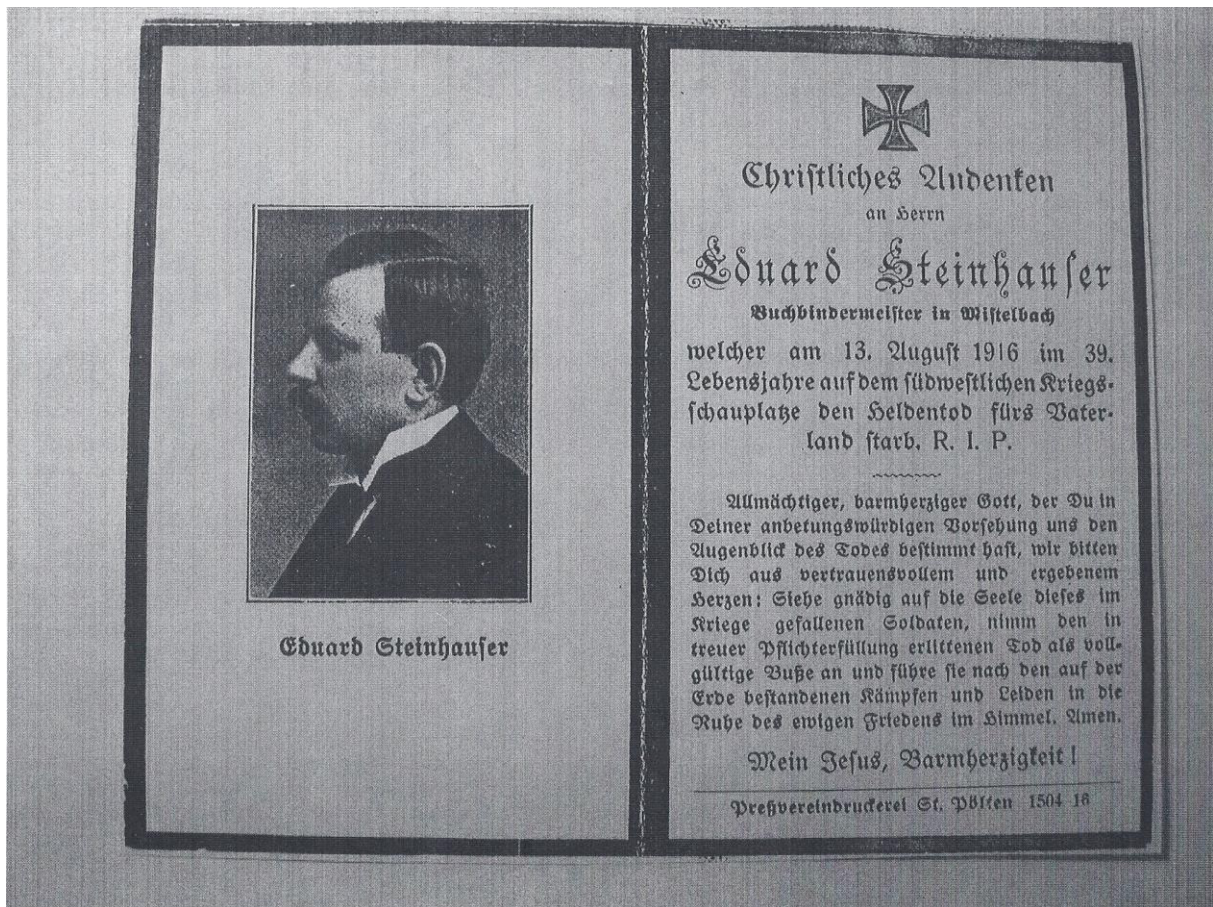 Eduard Steinhauser
Christliches Andenken
an Herrn
Eduard Steinhauser
Buchbindermeister in Mistelbach
welcher am 13. August 1916 im 39.
Lebensjahre auf dem südwestlichen Kriegs-
schauplatze den Heldentod fürs Vater-
land starb. R. I. P.
Allmächtiger, barmherziger Gott, der Du in
Deiner anbetungswürdigen Vorsehung uns den
Augenblick des Todes bestimmt hast, wir bitten
Dich aus vertrauensvollem und ergebenem
Herzen: Siehe gnädig auf die Seele dieses im
Kriege gefallenen Soldaten, nimm den in
treuer Pflichterfüllung erlittenen Tod als voll-
gültige Buße an und führe sie nach den auf der
Erde bestandenen Kämpfen und Leiden in die
Ruhe des ewigen Friedens im Himmel. Amen.
Mein Jesus, Barmherzigkeit!
Preßvereindruckerei St. Pölten 1504 16